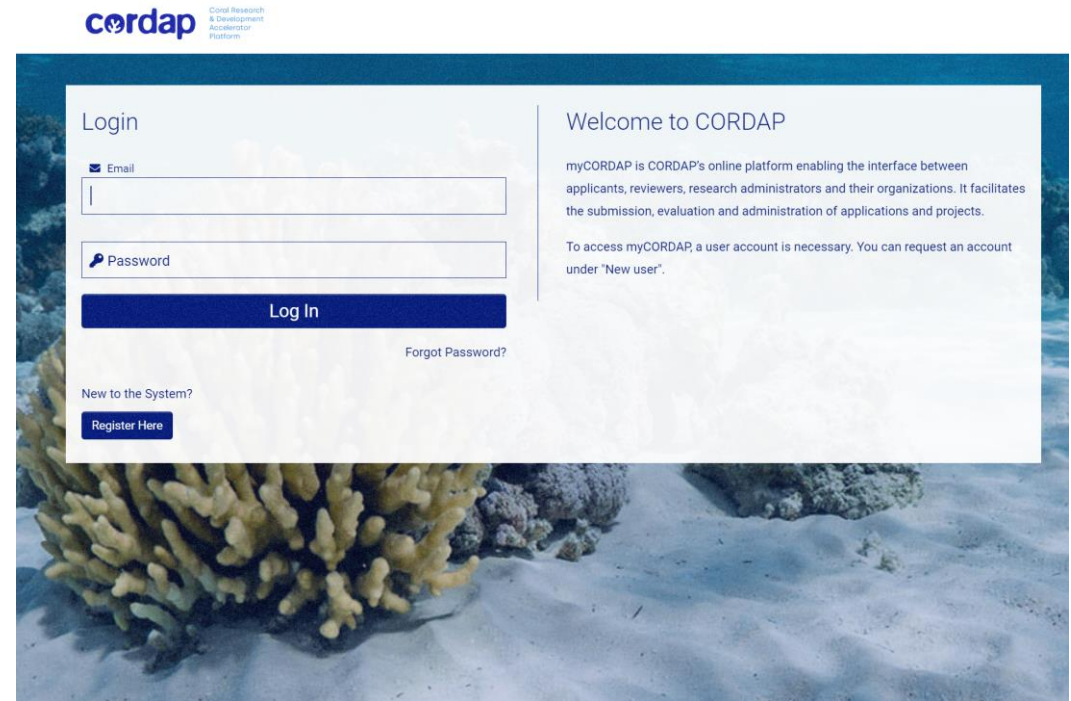 cordap
Coral Research
& Development
Accelerator
Platform
Login
Email
Password
Log In
Forgot Password?
New to the System?
Register Here
Welcome to CORDAP
myCORDAP is CORDAP's online platform enabling the interface between
applicants, reviewers, research administrators and their organizations. It facilitates
the submission, evaluation and administration of applications and projects.
To access myCORDAP, a user account is necessary. You can request an account
under "New user".